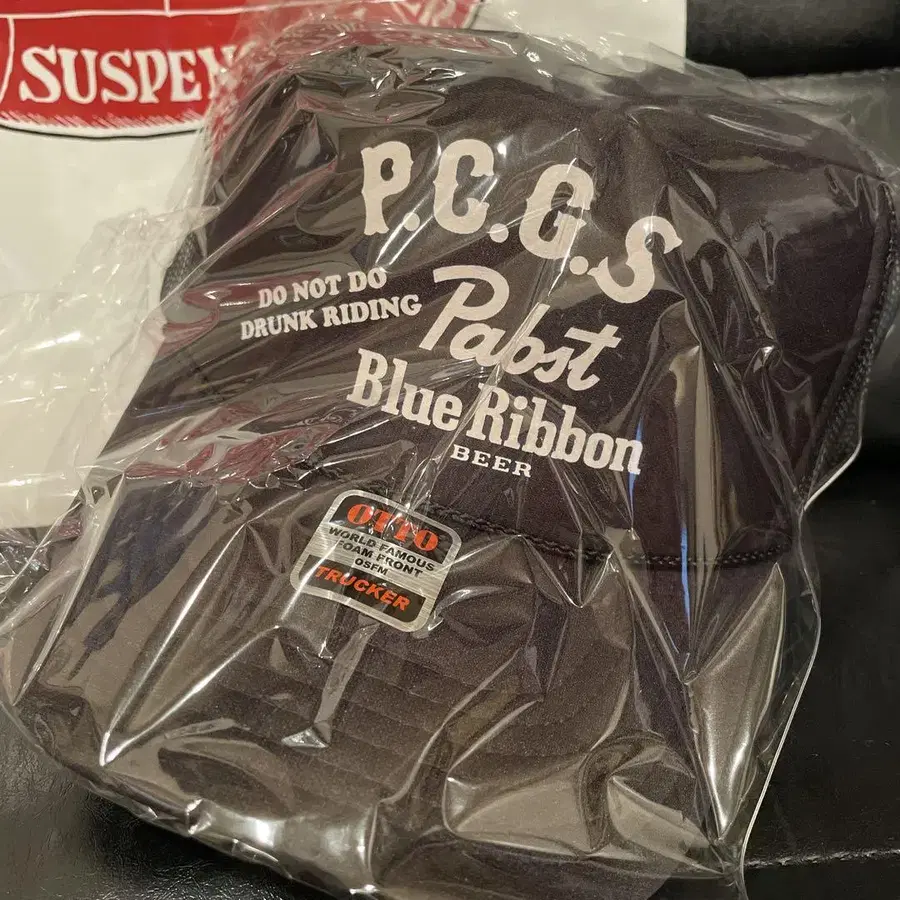 SUSPEN
P.C.G.S
DO NOT DO
DRUNK RIDING
Pabst
Blue Ribbon
BEER
OTTO
WORLD FAMOUS
FOAM FRONT
OSFM
TRUCKER